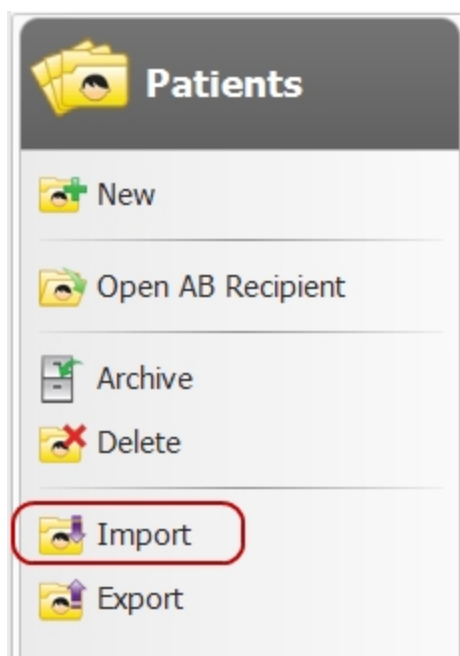 Patients
New
Open AB Recipient
Archive
Delete
Import
Export